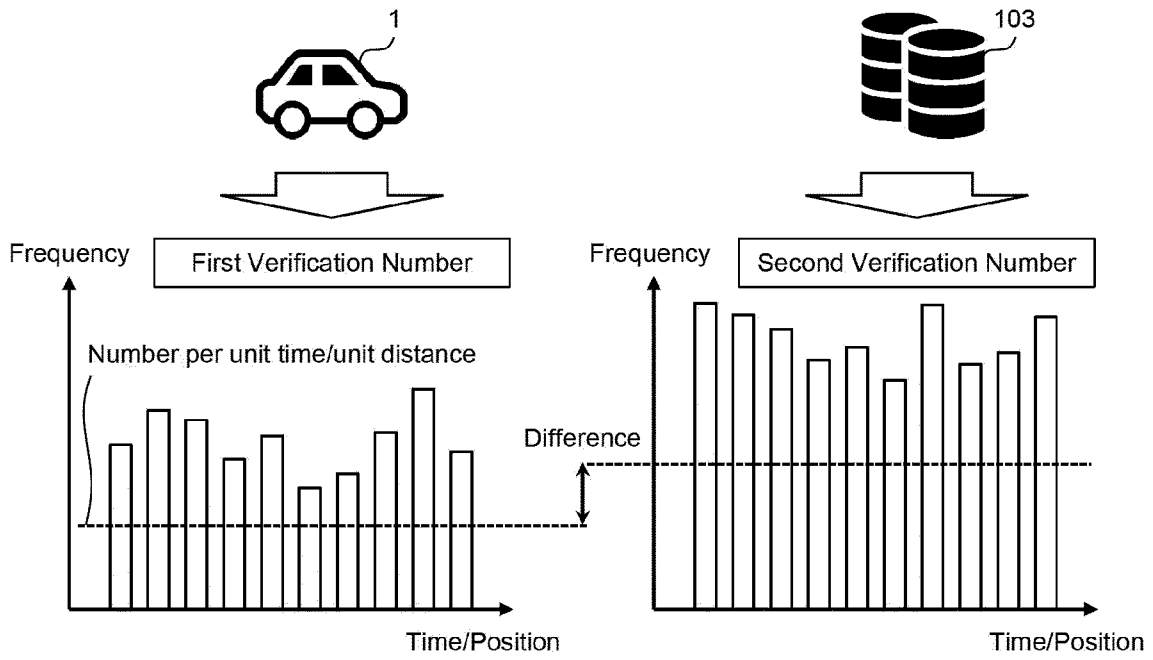 1
103
Frequency
First Verification Number
Frequency
Second Verification Number
Number per unit time/unit distance
Difference
Time/Position
Time/Position